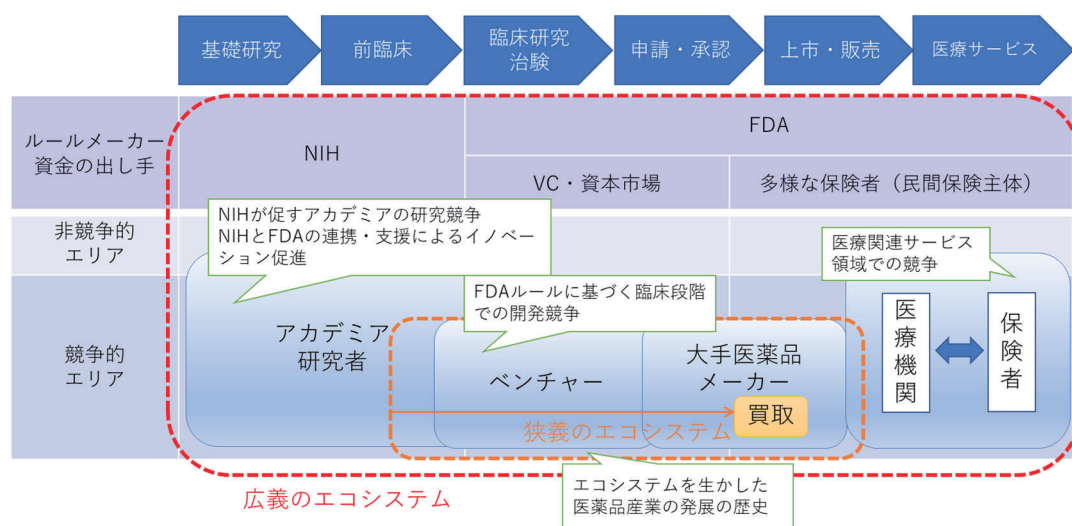 基礎研究
前臨床
臨床研究
治験
申請・承認
上市・販売
医療サービス
ルールメーカー
資金の出し手
NIH
FDA
VC・資本市場
多様な保険者（民間保険主体）
非競争的
エリア
NIHが促すアカデミアの研究競争
NIHとFDAの連携・支援によるイノベー
ション促進
医療関連サービス
領域での競争
FDAルールに基づく臨床段階
での開発競争
競争的
エリア
アカデミア
研究者
ベンチャー
大手医薬品
メーカー
買取
医療機関
保険者
狭義のエコシステム
広義のエコシステム
エコシステムを生かした
医薬品産業の発展の歴史